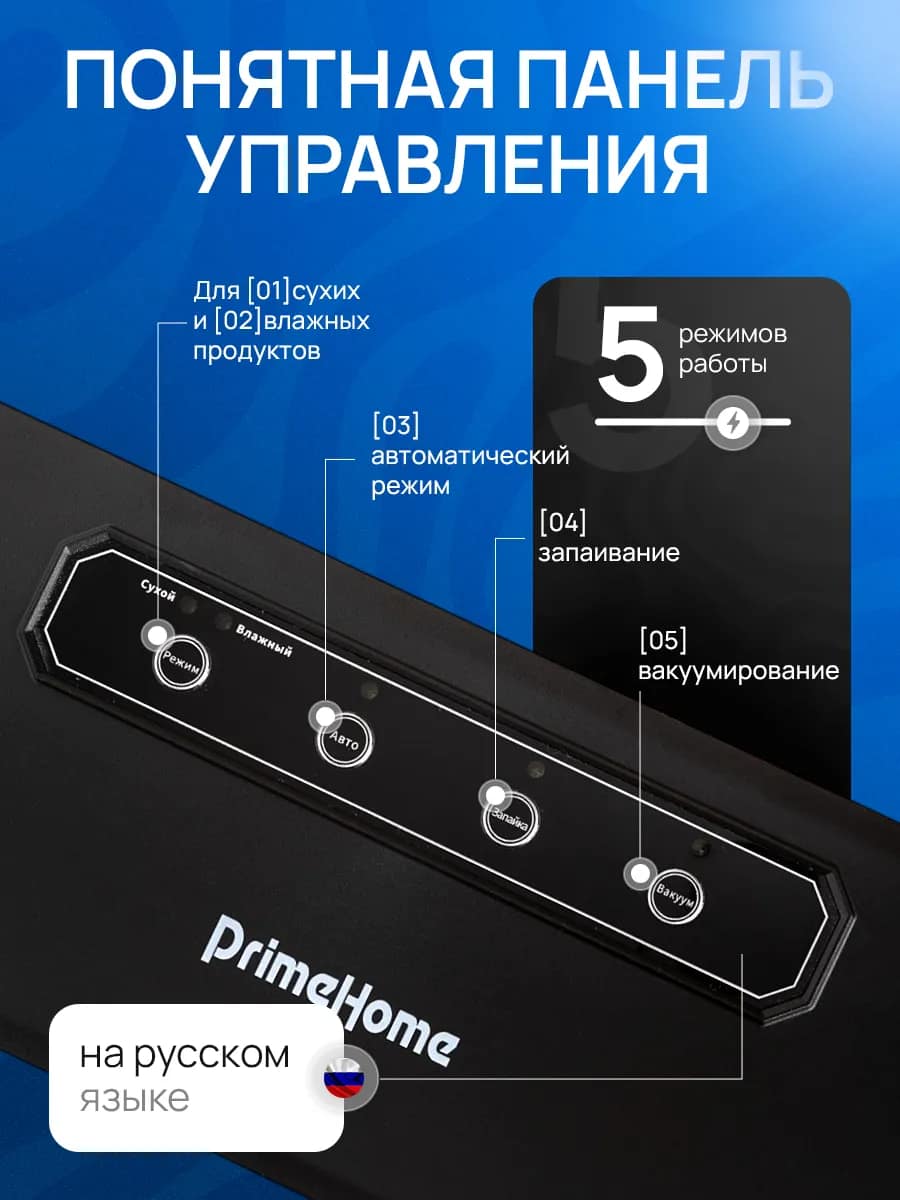 ПОНЯТНАЯ ПАНЕЛЬ
УПРАВЛЕНИЯ
Для [01]сухих
и [02]влажных
продуктов
5
режимов
работы
[03]
автоматический
режим
[04]
запаивание
[05]
вакуумирование
Сухой
Влажный
Режим
Авто
Запайка
Вакуум
PrimeHome
на русском
языке